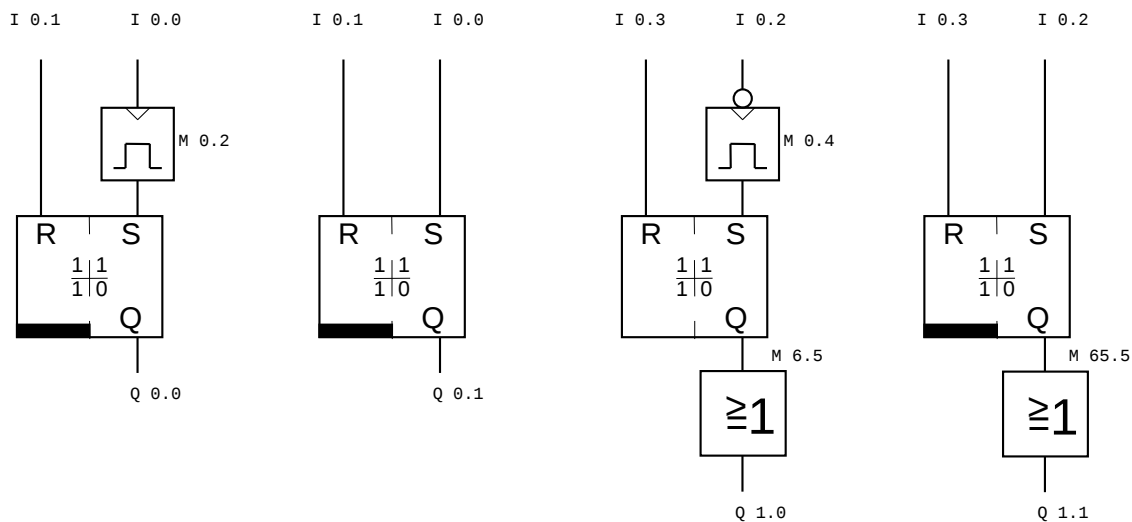 I 0.1 I 0.0 I 0.1 I 0.0 I 0.3 I 0.2 I 0.3 I 0.2
M 0.2 M 0.4
R S R S R S R S
1 1 1 1 1 1 1 1
1 0 1 0 1 0 1 0
Q Q Q Q
M 6.5 M 65.5
Q 0.0 Q 0.1
≥1 ≥1
Q 1.0 Q 1.1